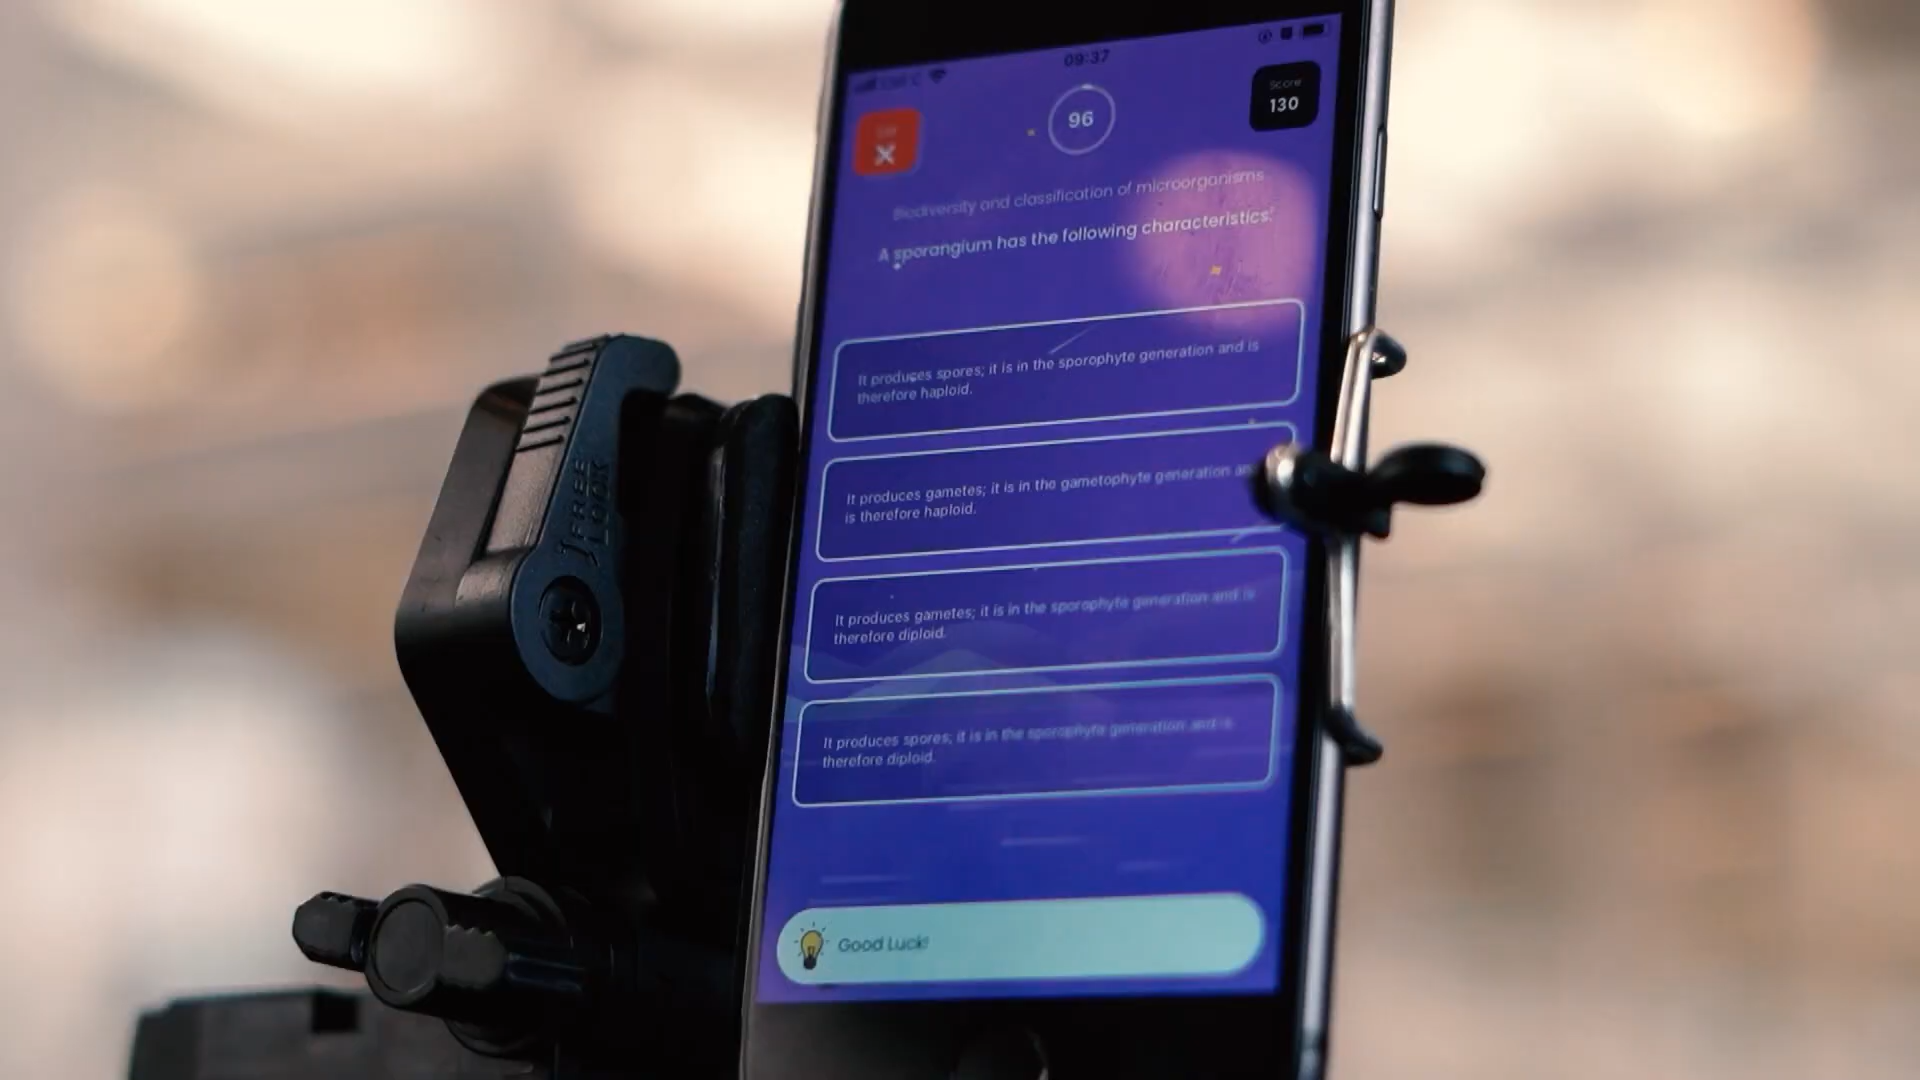 09:37
Score
130
96
Biodiversity and classification of microorganisms
A sporangium has the following characteristics:
It produces spores; it is in the sporophyte generation and is
therefore haploid.
It produces gametes; it is in the gametophyte generation
is therefore haploid.
It produces gametes; it is in the sporophyte generation and is
therefore diploid.
It produces spores; it is in the sporophyte generation and is
therefore diploid.
Good Luck!
FREE
LOCK